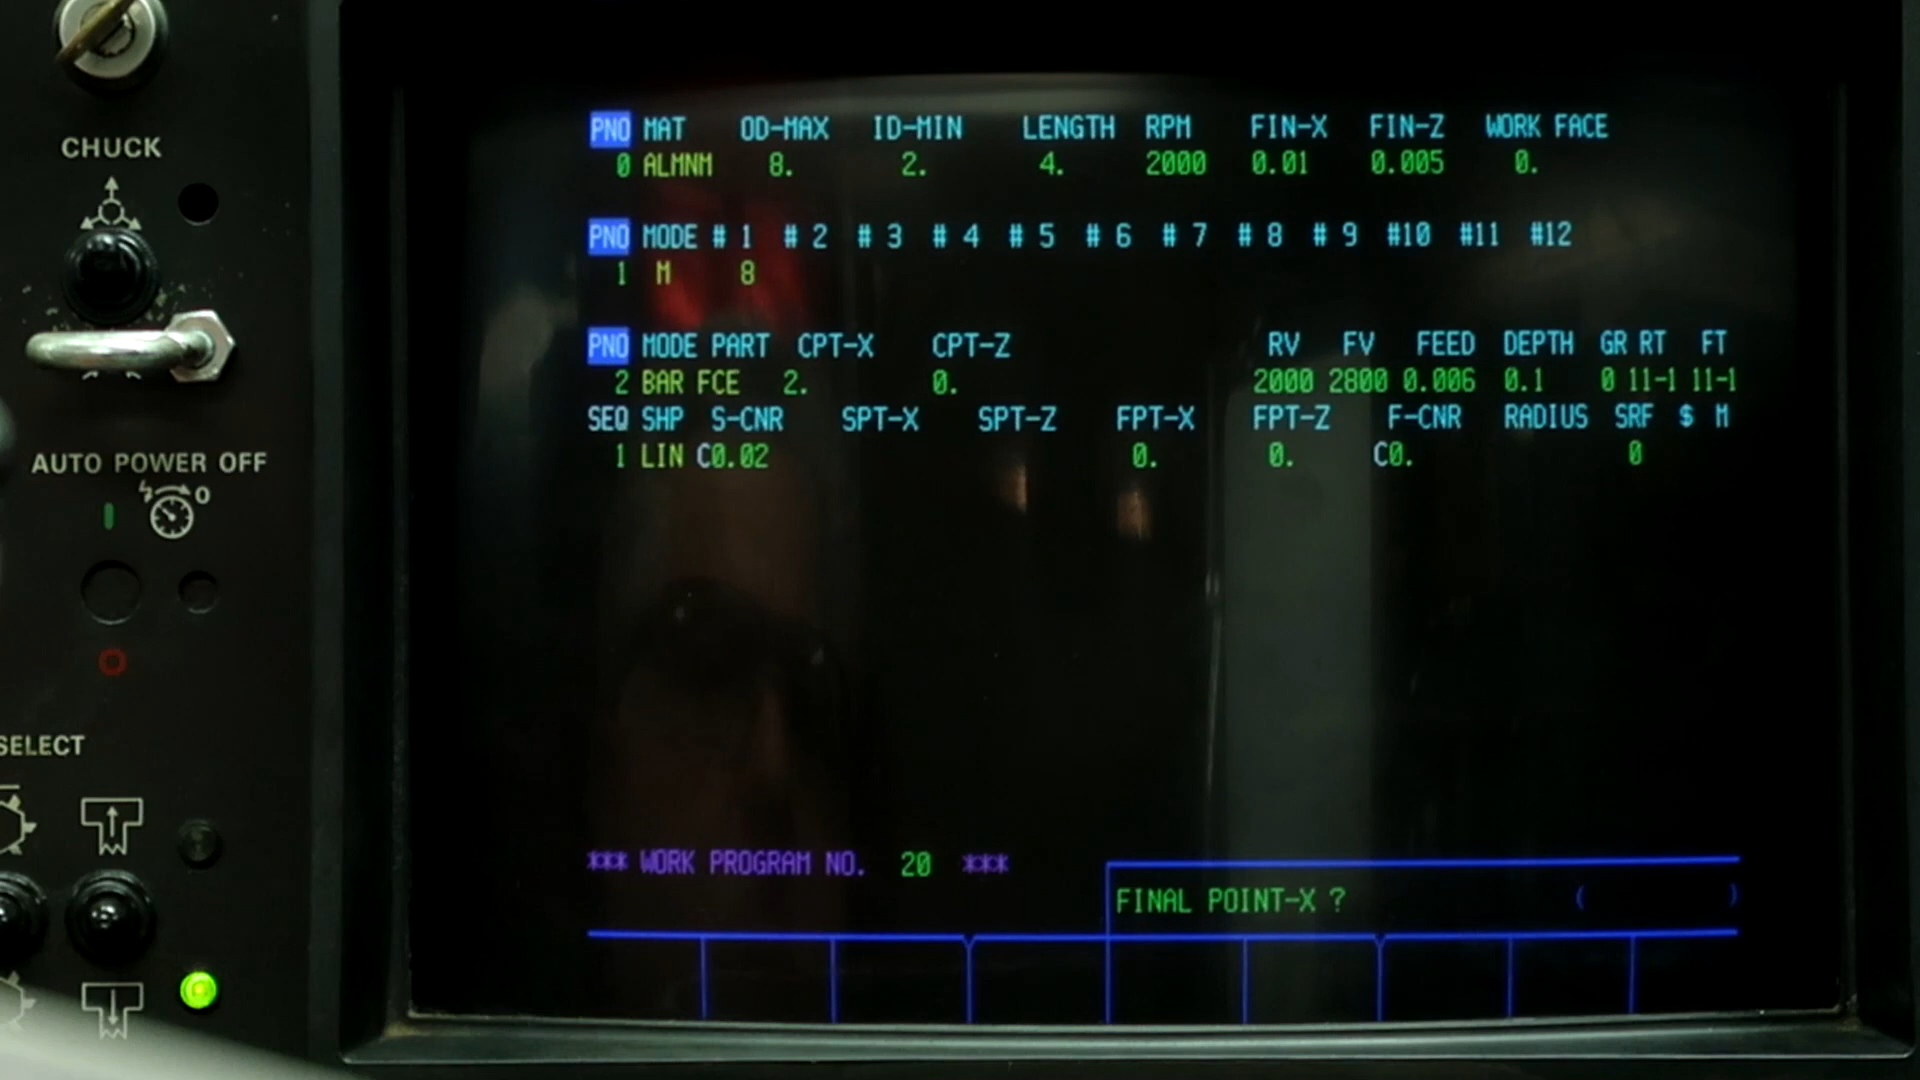 CHUCK
AUTO POWER OFF
O
SELECT
PNO MAT OD-MAX ID-MIN LENGTH RPM FIN-X FIN-Z WORK FACE
0 ALMNM 8. 2. 4. 2000 0.01 0.005 0.
PNO MODE # 1 # 2 # 3 # 4 # 5 # 6 # 7 # 8 # 9 #10 #11 #12
1 M 8
PNO MODE PART CPT-X CPT-Z RV FV FEED DEPTH GR RT FT
2 BAR FCE 2. 0. 2000 2800 0.006 0.1 0 11-1 11-1
SEQ SHP S-CNR SPT-X SPT-Z FPT-X FPT-Z F-CNR RADIUS SRF $ M
1 LIN C0.02 0. 0. C0. 0
*** WORK PROGRAM NO. 20 ***
FINAL POINT-X ? ( )